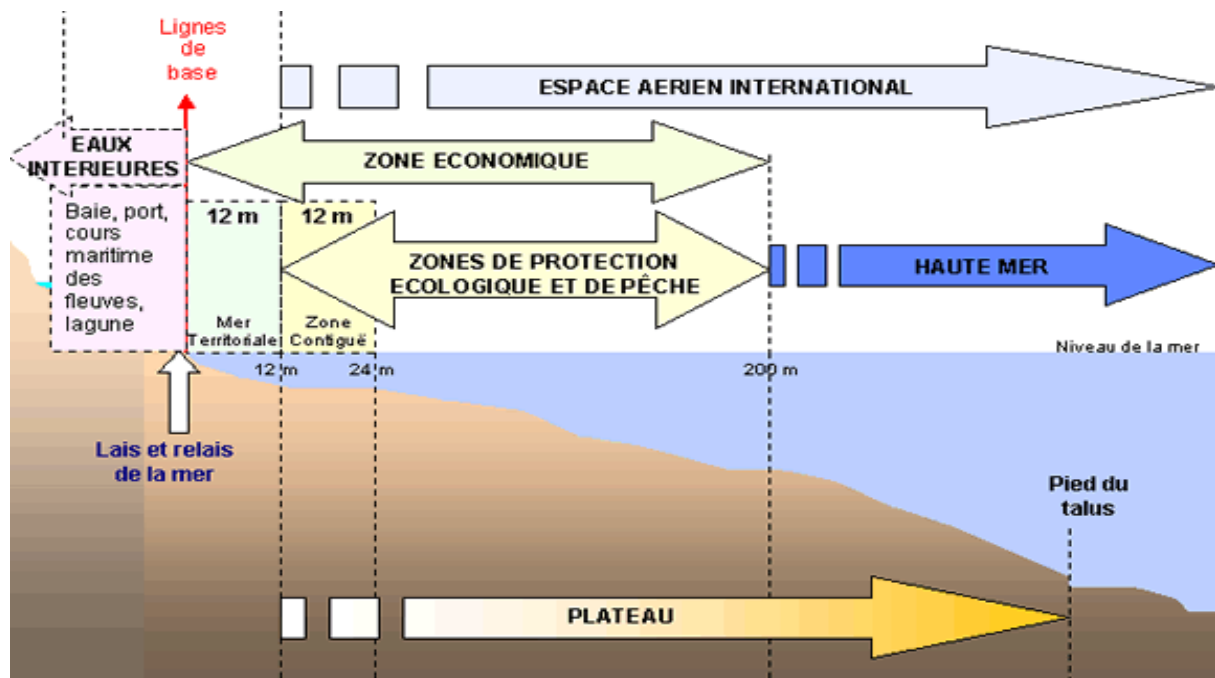 Lignes
de
base
ESPACE AERIEN INTERNATIONAL
EAUX
INTERIEURES
ZONE ECONOMIQUE
Baie, port,
cours
maritime
des
fleuves,
lagune
12 m
12 m
ZONES DE PROTECTION
ECOLOGIQUE ET DE PÊCHE
HAUTE MER
Mer
Territoriale
Zone
Contiguë
Niveau de la mer
12 m
24 m
200 m
Lais et relais
de la mer
Pied du
talus
PLATEAU